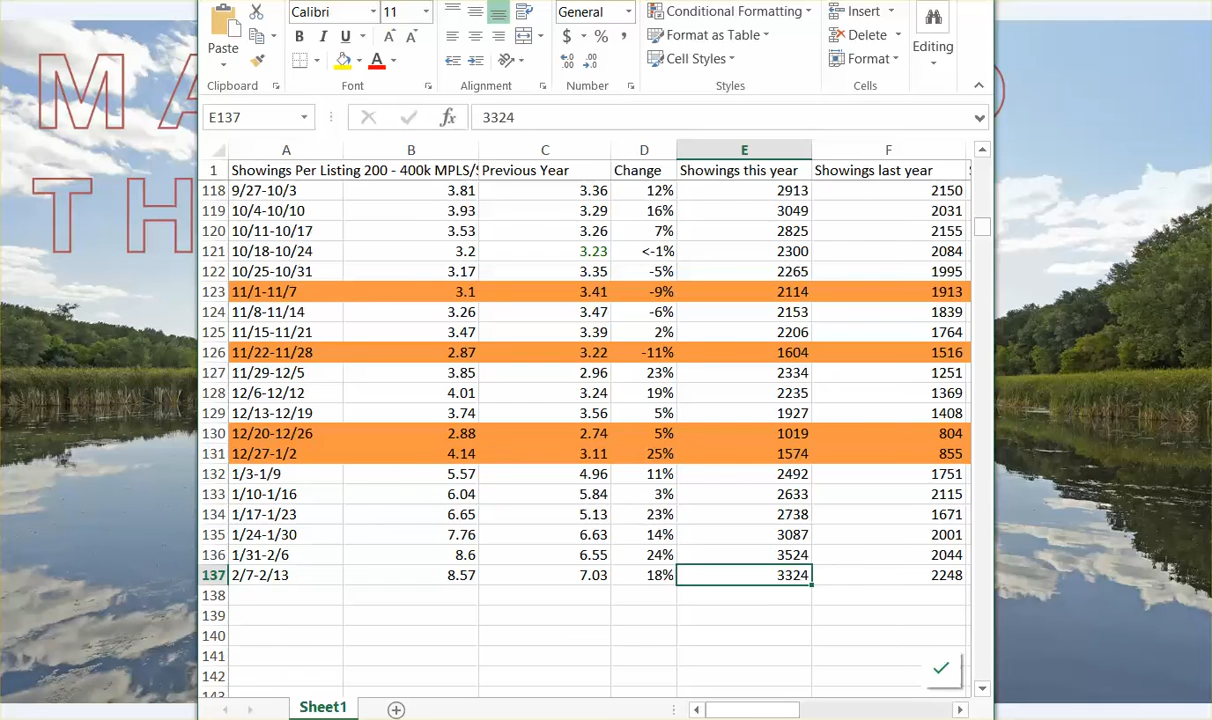 Calibri 11 General Conditional Formatting Insert
Paste B I U A A $ % , Format as Table Delete Editing
A Cell Styles Format
Clipboard Font Alignment Number Styles Cells
E137 fx 3324
A B C D E F
1 Showings Per Listing 200 - 400k MPLS/ Previous Year Change Showings this year Showings last year
118 9/27-10/3 3.81 3.36 12% 2913 2150
119 10/4-10/10 3.93 3.29 16% 3049 2031
120 10/11-10/17 3.53 3.26 7% 2825 2155
121 10/18-10/24 3.2 3.23 <-1% 2300 2084
122 10/25-10/31 3.17 3.35 -5% 2265 1995
123 11/1-11/7 3.1 3.41 -9% 2114 1913
124 11/8-11/14 3.26 3.47 -6% 2153 1839
125 11/15-11/21 3.47 3.39 2% 2206 1764
126 11/22-11/28 2.87 3.22 -11% 1604 1516
127 11/29-12/5 3.85 2.96 23% 2334 1251
128 12/6-12/12 4.01 3.24 19% 2235 1369
129 12/13-12/19 3.74 3.56 5% 1927 1408
130 12/20-12/26 2.88 2.74 5% 1019 804
131 12/27-1/2 4.14 3.11 25% 1574 855
132 1/3-1/9 5.57 4.96 11% 2492 1751
133 1/10-1/16 6.04 5.84 3% 2633 2115
134 1/17-1/23 6.65 5.13 23% 2738 1671
135 1/24-1/30 7.76 6.63 14% 3087 2001
136 1/31-2/6 8.6 6.55 24% 3524 2044
137 2/7-2/13 8.57 7.03 18% 3324 2248
138
139
140
141
142
143
Sheet1
M A
T H